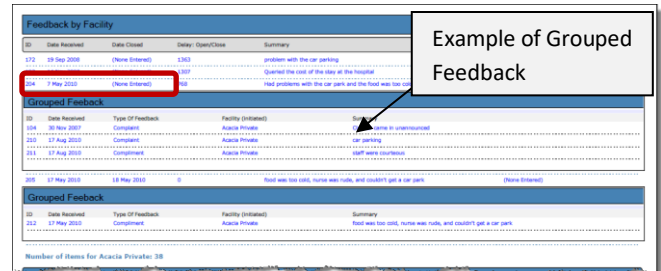 Feedback by Facility
Example of Grouped
Feedback
ID Date Received Date Closed Delay: Open/Close Summary
172 19 Sep 2008 (None Entered) 1363 problem with the car parking
1307 Queried the cost of the stay at the hospital
204 7 May 2010 (None Entered) 768 Had problems with the car park and the food was too col
Grouped Feeback
ID Date Received Type Of Feedback Facility (Initiated) Summary
104 30 Nov 2007 Complaint Acacia Private came in unannounced
210 17 Aug 2010 Complaint Acacia Private car parking
211 17 Aug 2010 Compliment Acacia Private staff were courteous
205 17 May 2010 18 May 2010 0 food was too cold, nurse was rude, and couldn't get a car park (None Entered)
Grouped Feeback
ID Date Received Type Of Feedback Facility (Initiated) Summary
212 17 May 2010 Compliment Acacia Private food was too cold, nurse was rude, and couldn't get a car park
Number of items for Acacia Private: 38